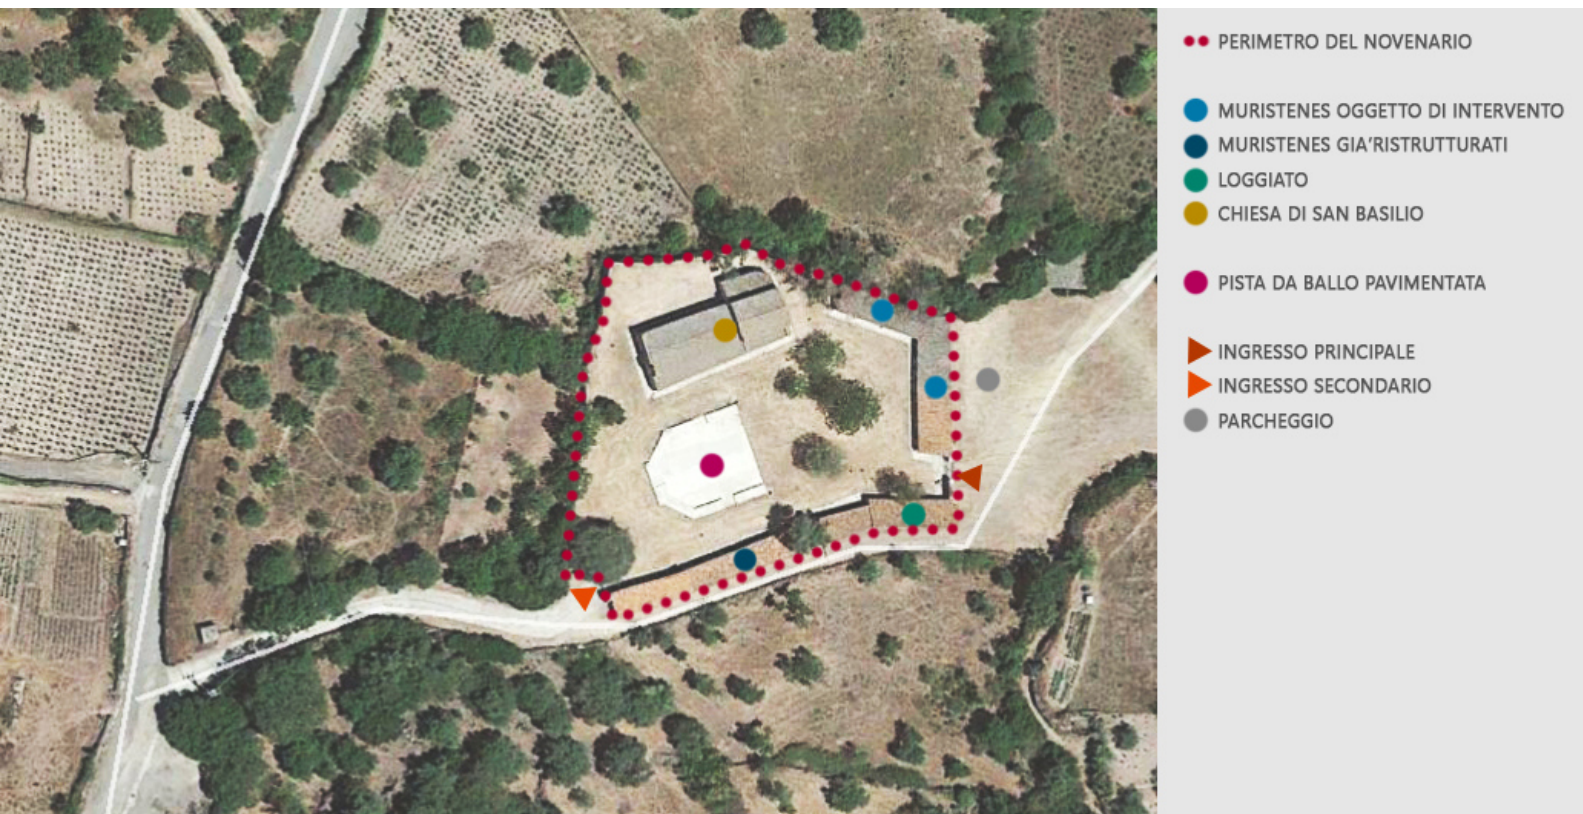 PERIMETRO DEL NOVENARIO
MURISTENES OGGETTO DI INTERVENTO
MURISTENES GIA'RISTRUTTURATI
LOGGIATO
CHIESA DI SAN BASILIO
PISTA DA BALLO PAVIMENTATA
INGRESSO PRINCIPALE
INGRESSO SECONDARIO
PARCHEGGIO